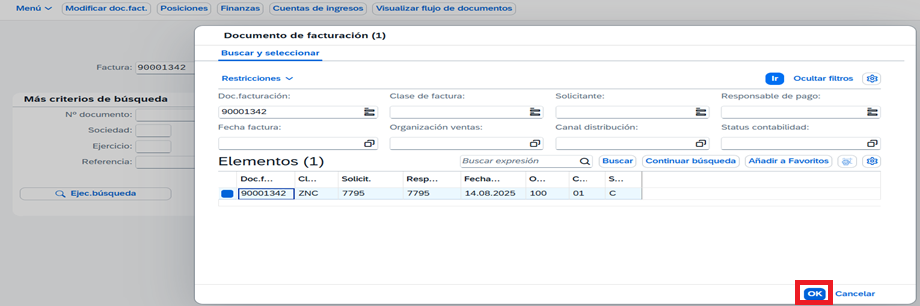 Menú Modificar doc.fact. Posiciones Finanzas Cuentas de ingresos Visualizar flujo de documentos
Documento de facturación (1)
Buscar y seleccionar
Factura: 90001342
Restricciones Ir Ocultar filtros
Más criterios de búsqueda
Nº documento:
Sociedad:
Ejercicio:
Referencia:
Ejec.búsqueda
Doc.facturación: Clase de factura: Solicitante: Responsable de pago:
90001342
Fecha factura: Organización ventas: Canal distribución: Status contabilidad:
Elementos (1) Buscar expresión Buscar Continuar búsqueda Añadir a Favoritos
Doc.f... Cl... Solicit. Resp... Fecha... O... C... S...
90001342 ZNC 7795 7795 14.08.2025 100 01 C
OK Cancelar